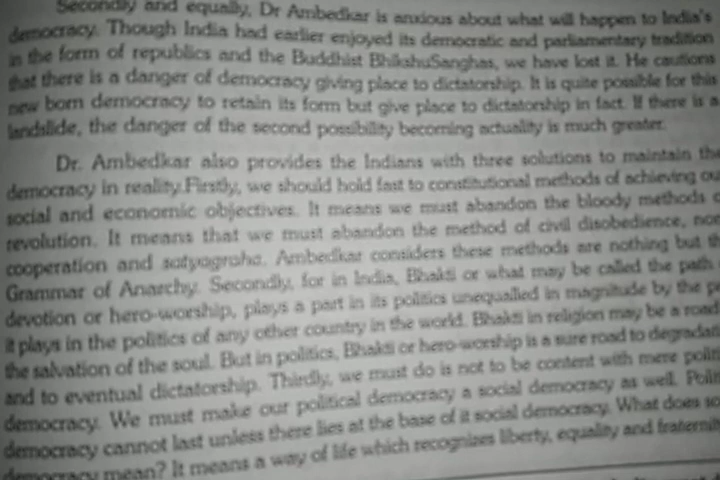 Secondly and equally, Dr Ambedkar is anxious about what will happen to India's
democracy. Though India had earlier enjoyed its democratic and parliamentary tradition
in the form of republics and the Buddhist BhikshuSanghas, we have lost it. He cautions
that there is a danger of democracy giving place to dictatorship. It is quite possible for this
new born democracy to retain its form but give place to dictatorship in fact. If there is a
landslide, the danger of the second possibility becoming actuality is much greater.
Dr. Ambedkar also provides the Indians with three solutions to maintain the
democracy in reality.Firstly, we should hold fast to constitutional methods of achieving ou
social and economic objectives. It means we must abandon the bloody methods
revolution. It means that we must abandon the method of civil disobedience, non
cooperation and satyagraha. Ambedkar considers these methods are nothing but th
Grammar of Anarchy. Secondly, for in India, Bhakti or what may be called the path
devotion or hero-worship, plays a part in its politics unequalled in magnitude by the p
it plays in the politics of any other country in the world. Bhakti in religion may be a road
the salvation of the soul. But in politics, Bhakti or hero-worship is a sure road to degradat
and to eventual dictatorship. Thirdly, we must do is not to be content with mere polit
democracy. We must make our political democracy a social democracy as well. Polit
democracy cannot last unless there lies at the base of it social democracy. What does so
democracy mean? It means a way of life which recognises liberty, equality and fraternity